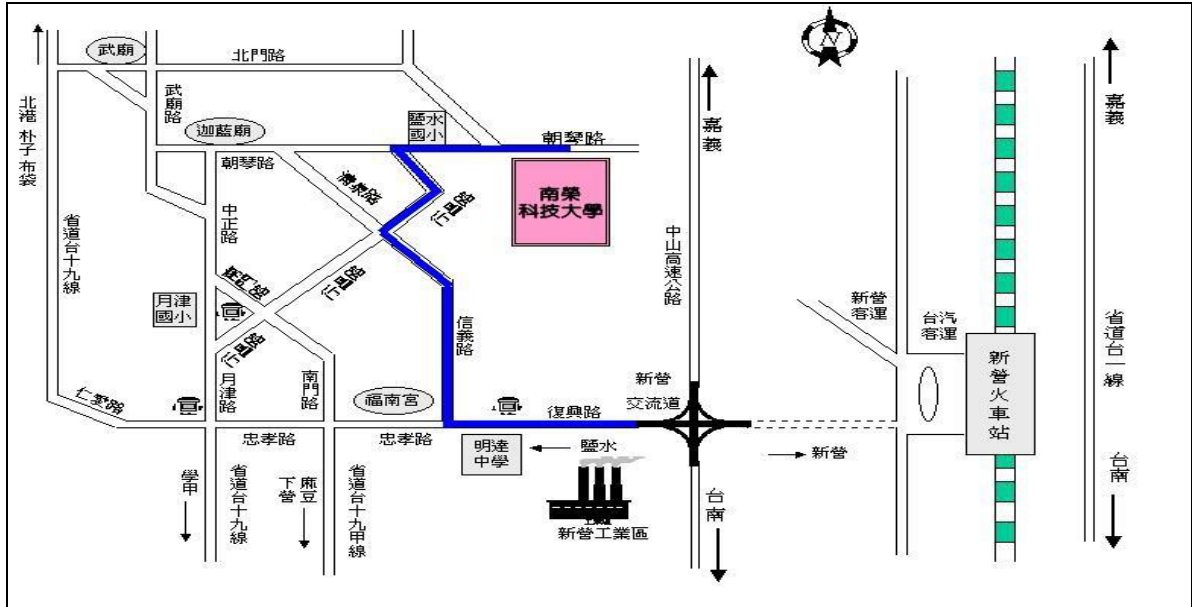 武廟
北門路
N
北港 朴子 布袋
武廟路
嘉義
嘉義
鹽水
國小
迦藍廟
朝琴路
朝琴路
清泉路
南榮
科技大學
行
路
中正路
省道台十九線
中山高速公路
月津
國小
信義路
新營
客運
台汽
客運
省道台一線
新營火車站
仁愛路
月津路
南門路
福南宮
新營
交流道
復興路
忠孝路
忠孝路
明達
中學
鹽水
新營
學甲
省道台十九線
下營
麻豆
省道台十九甲線
新營工業區
台南
台南